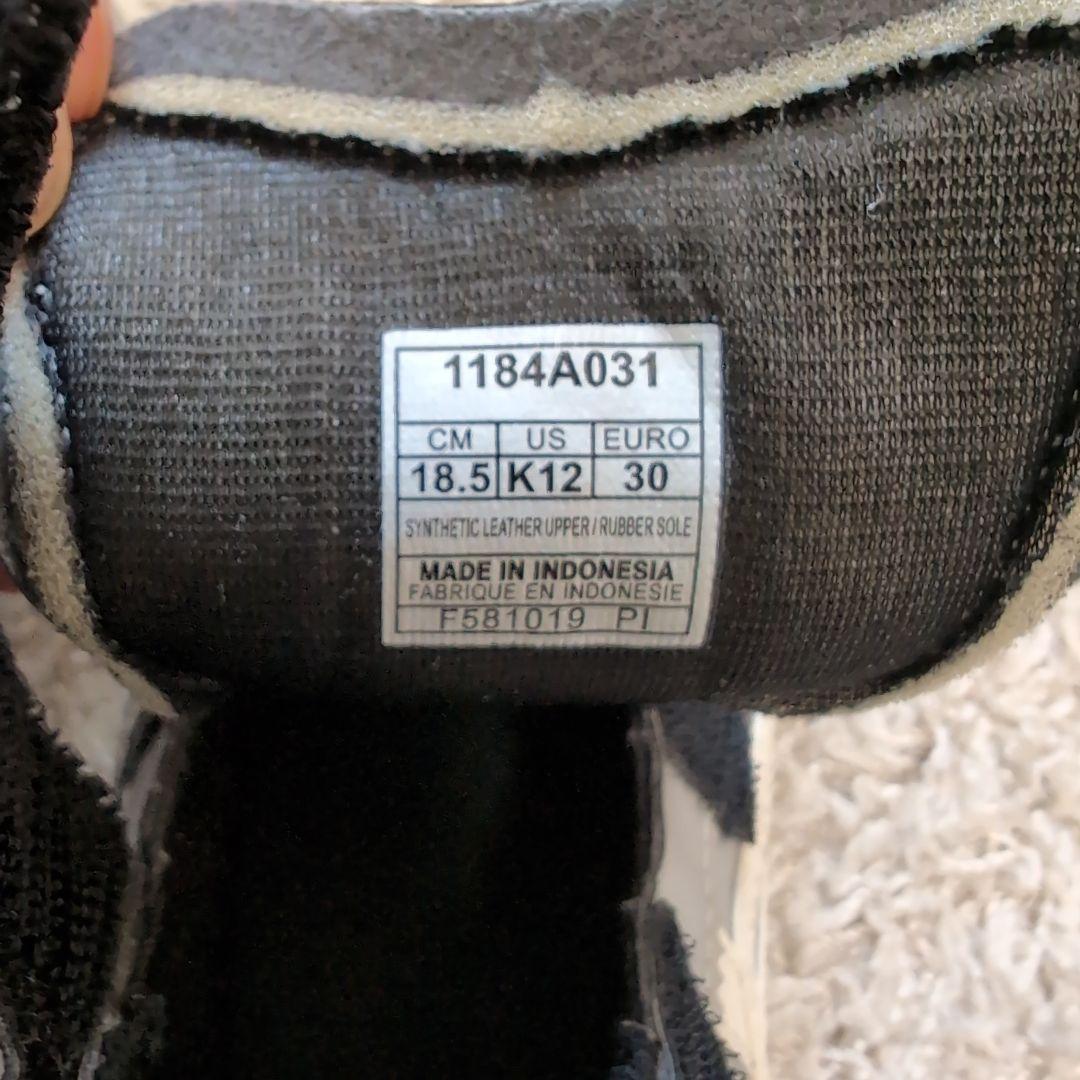 1184A031
CM US EURO
18.5 K12 30
SYNTHETIC LEATHER UPPER / RUBBER SOLE
MADE IN INDONESIA
FABRIQUE EN INDONESIE
F581019 PI